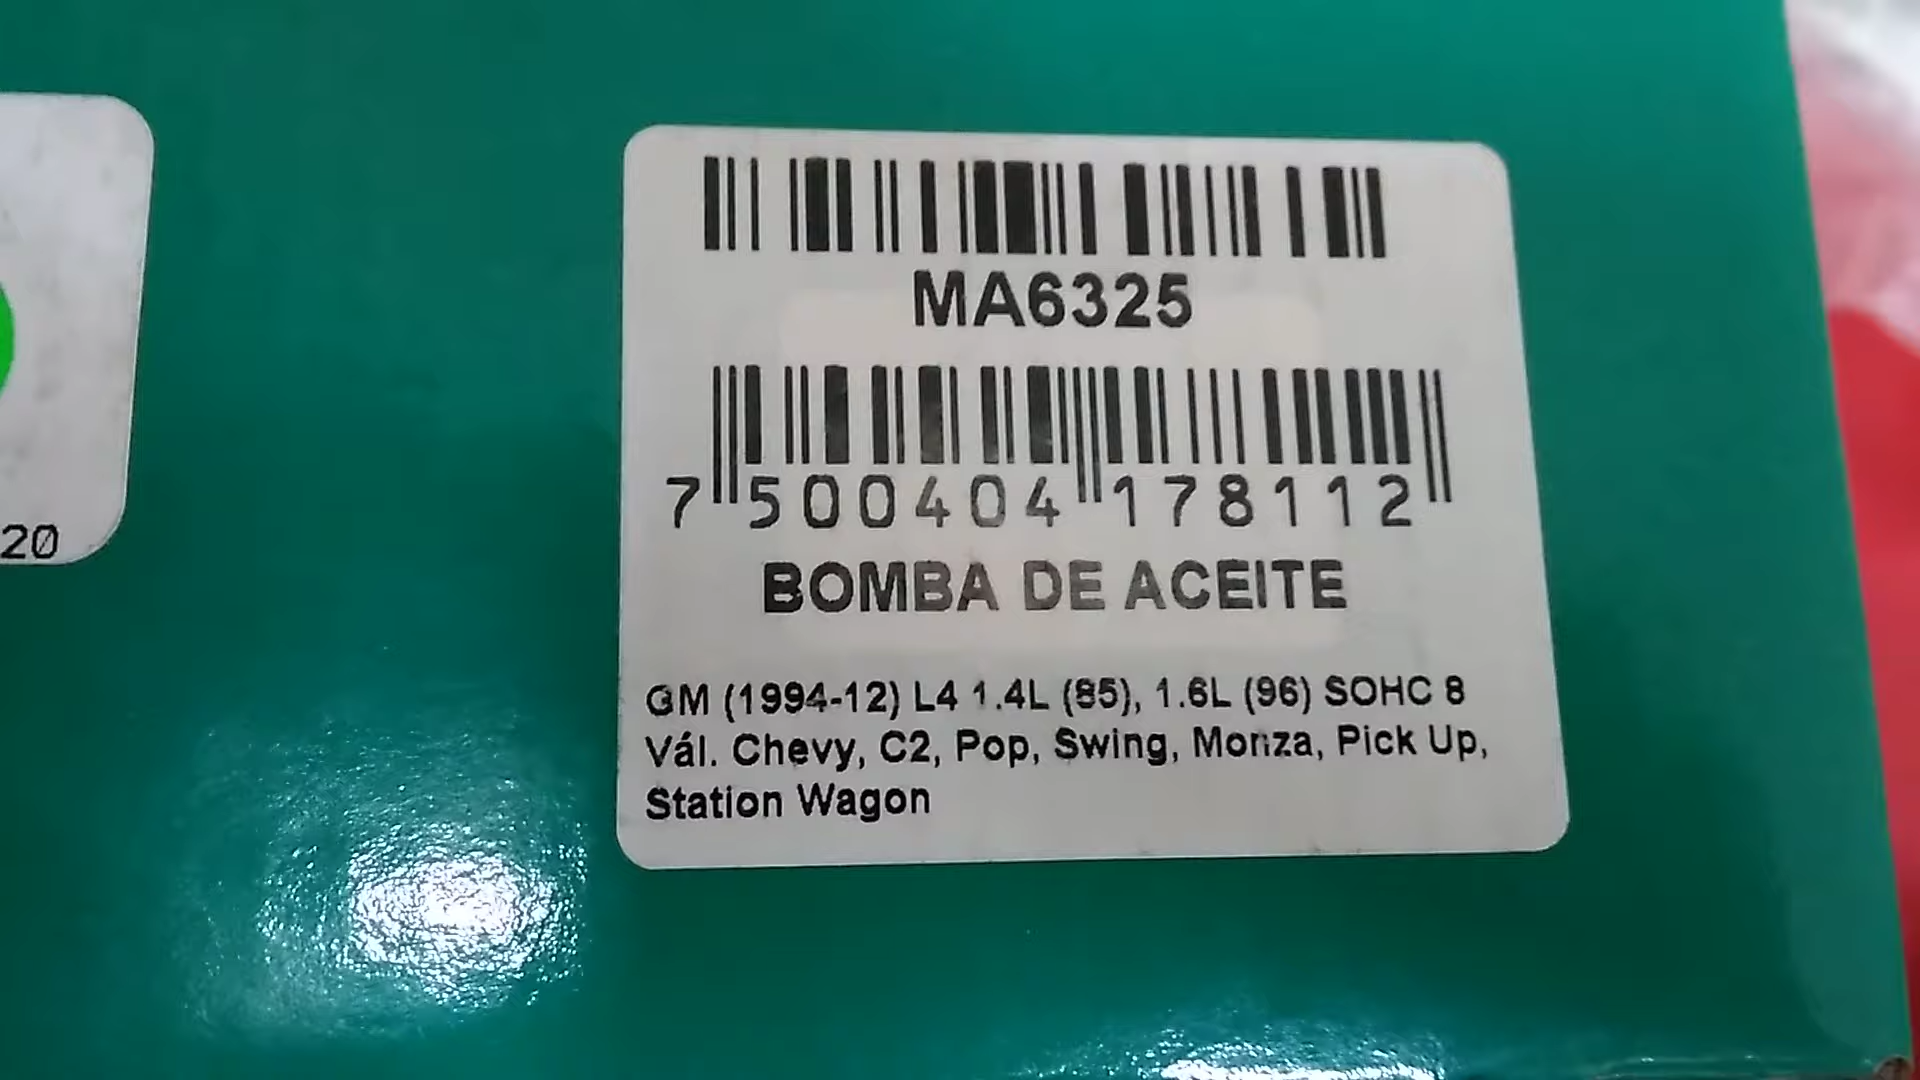 MA6325
7 500404 178112
BOMBA DE ACEITE
GM (1994-12) L4 1.4L (85), 1.6L (96) SOHC 8
Vál. Chevy, C2, Pop, Swing, Monza, Pick Up,
Station Wagon
20